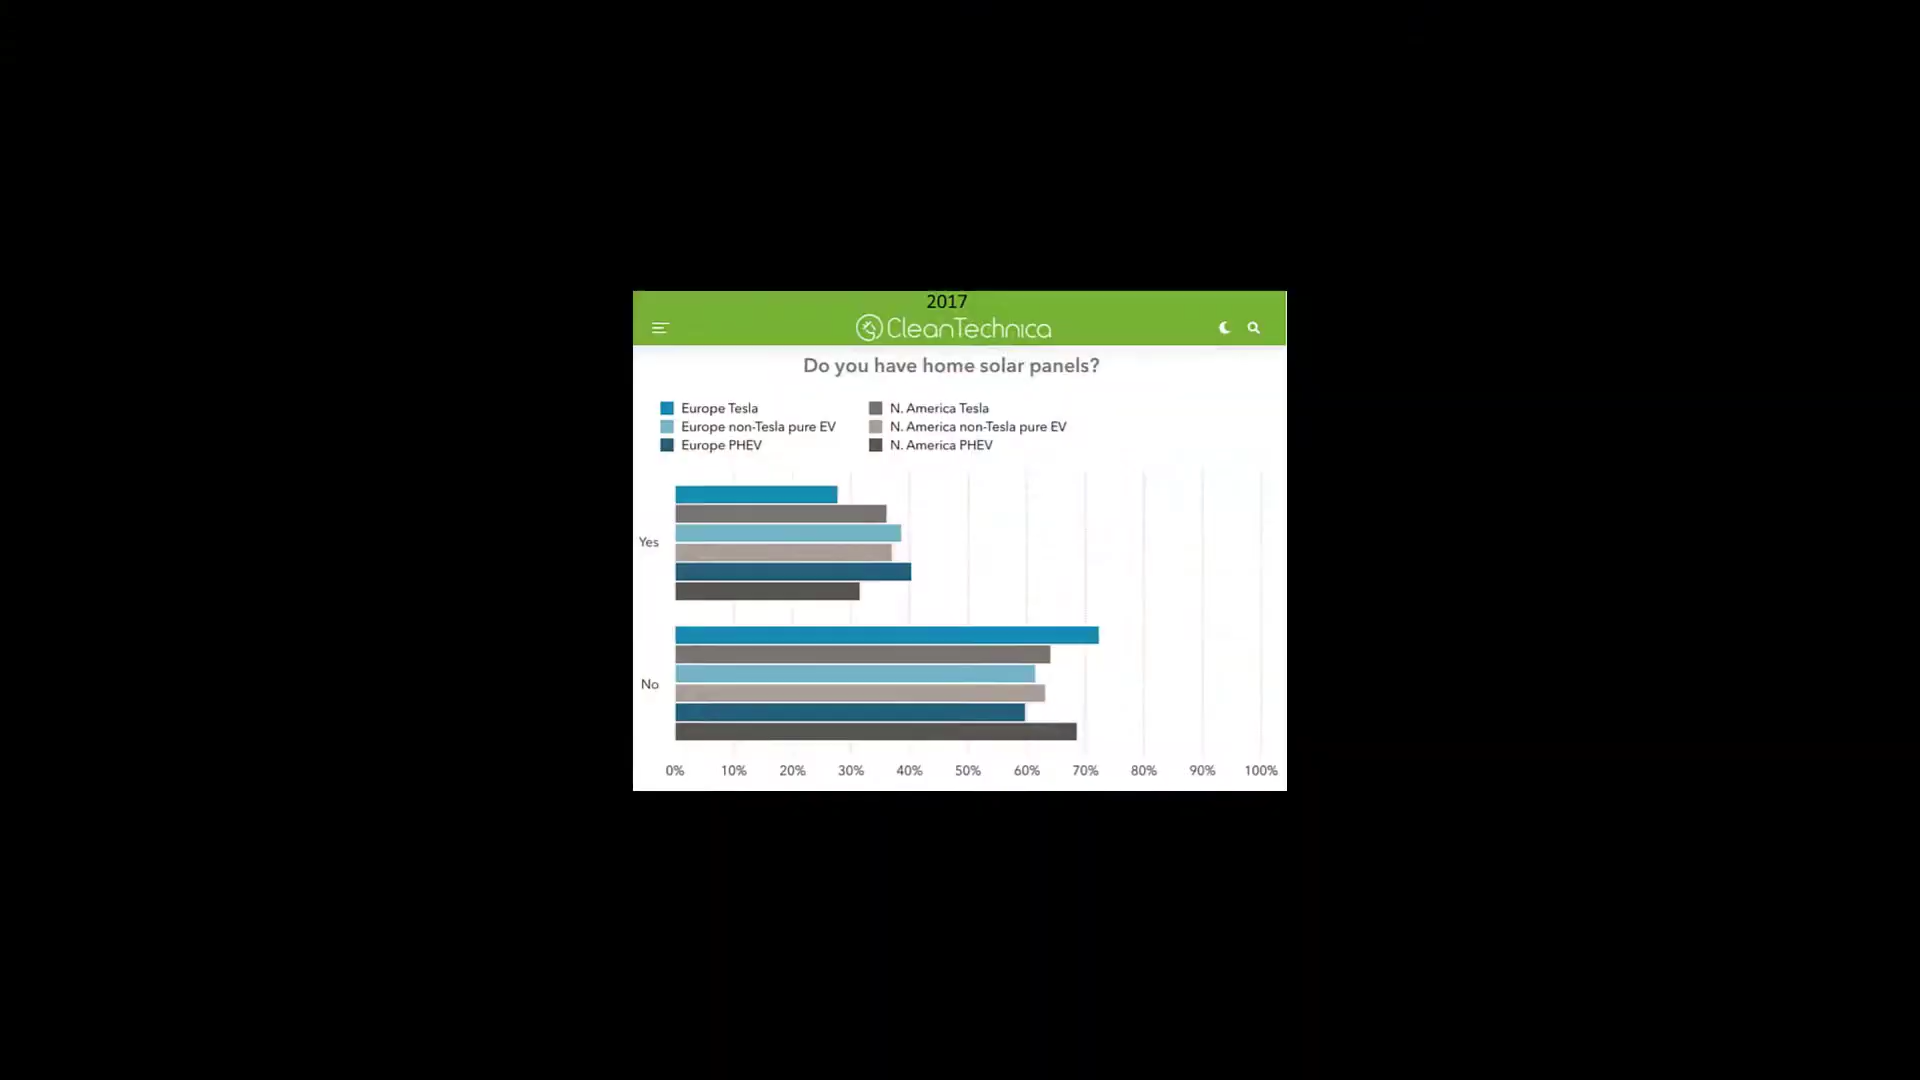 2017
CleanTechnica
Do you have home solar panels?
Europe Tesla
N. America Tesla
Europe non-Tesla pure EV
N. America non-Tesla pure EV
Europe PHEV
N. America PHEV
Yes
No
0% 10% 20% 30% 40% 50% 60% 70% 80% 90% 100%